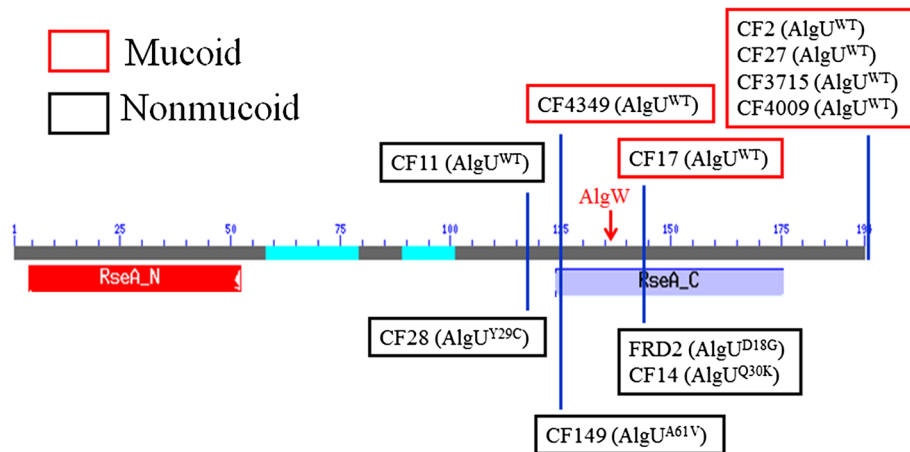 Mucoid
Nonmucoid
CF2 (AlgU^WT)
CF27 (AlgU^WT)
CF3715 (AlgU^WT)
CF4009 (AlgU^WT)
CF4349 (AlgU^WT)
CF11 (AlgU^WT)
CF17 (AlgU^WT)
AlgW
1 25 50 75 100 125 150 175 194
RseA_N
RseA_C
CF28 (AlgU^Y29C)
FRD2 (AlgU^D18G)
CF14 (AlgU^Q30K)
CF149 (AlgU^A61V)